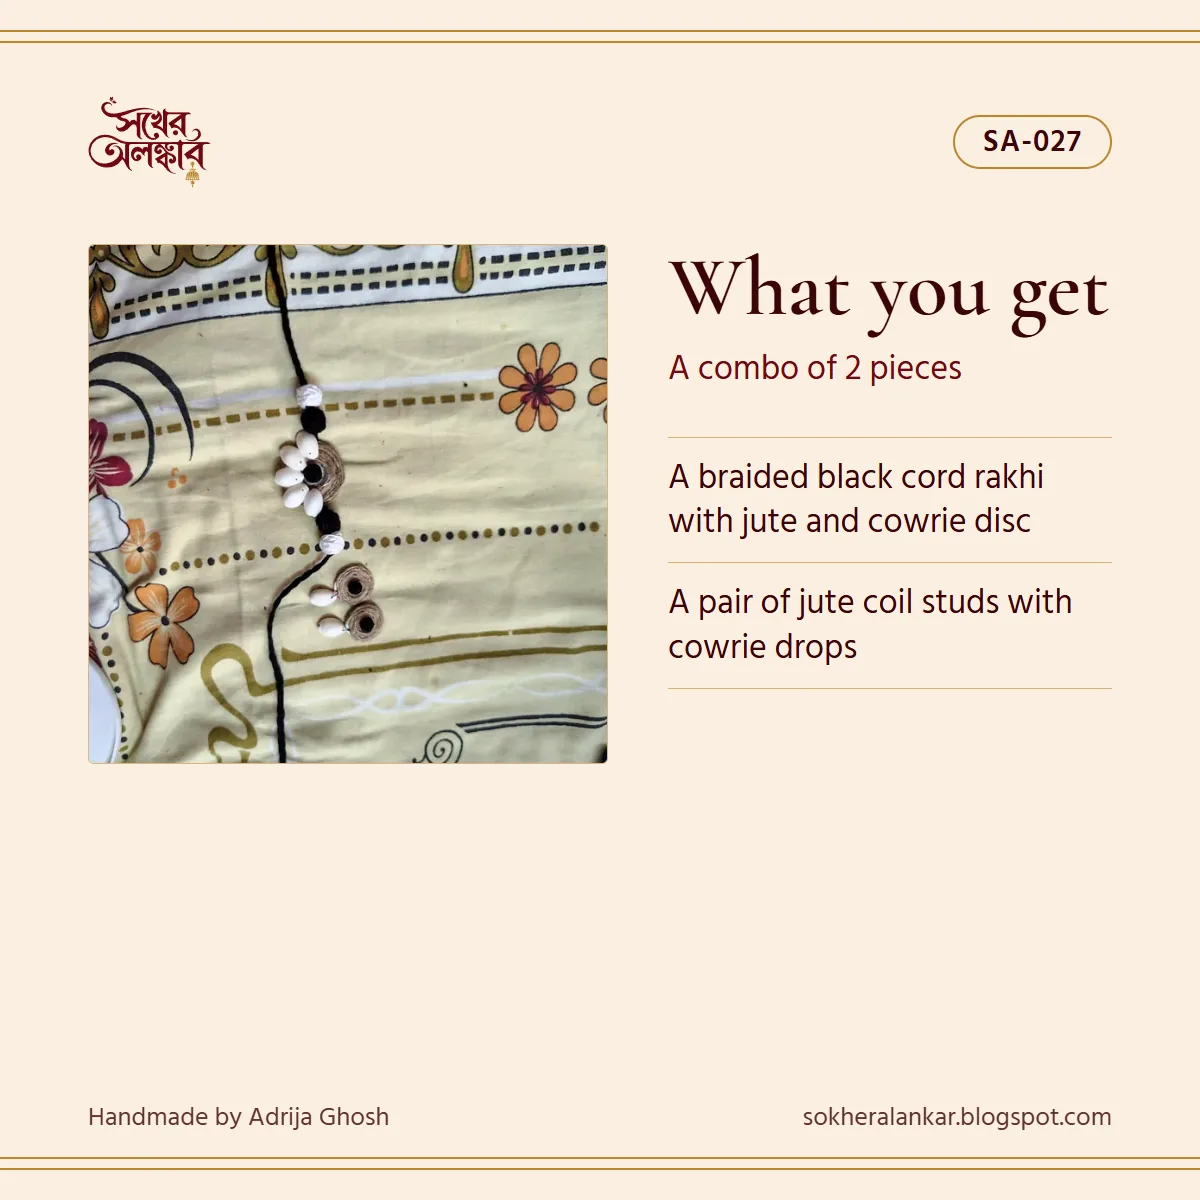 সখের
অলঙ্কার
SA-027
What you get
A combo of 2 pieces
A braided black cord rakhi
with jute and cowrie disc
A pair of jute coil studs with
cowrie drops
Handmade by Adrija Ghosh
sokheralankar.blogspot.com